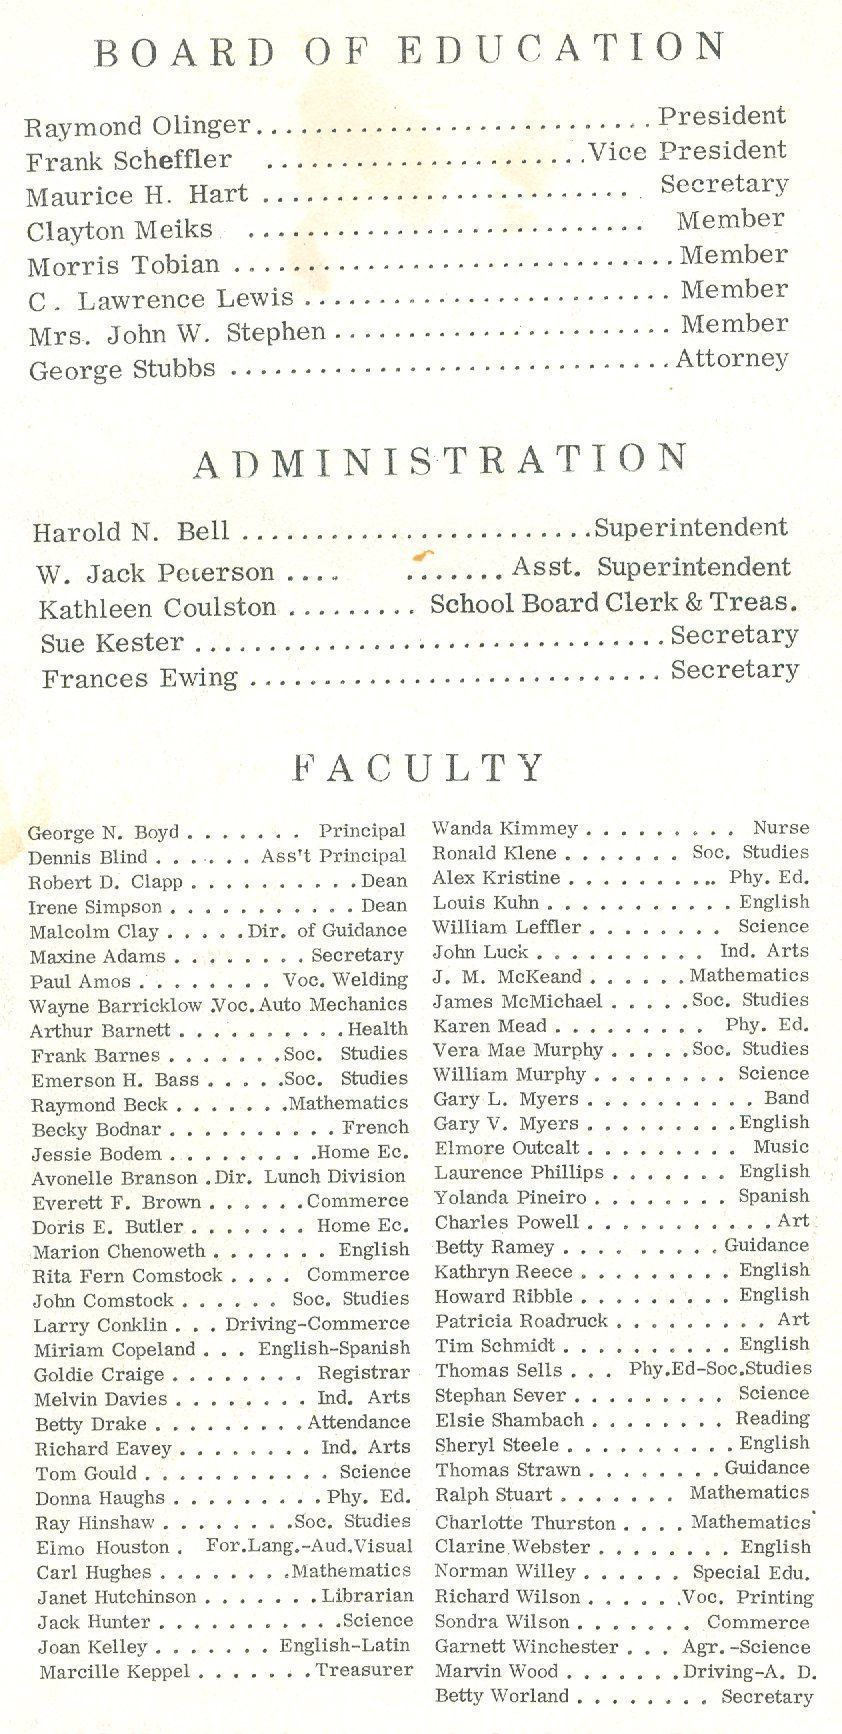 BOARD OF EDUCATION
Raymond Olinger........................... President
Frank Scheffler ......................Vice President
Maurice H. Hart ......................... Secretary
Clayton Meiks ........................... Member
Morris Tobian .............................. Member
C. Lawrence Lewis ......................... Member
Mrs. John W. Stephen ....................... Member
George Stubbs .............................. Attorney
ADMINISTRATION
Harold N. Bell ........................Superintendent
W. Jack Peterson .... ....... Asst. Superintendent
Kathleen Coulston ......... School Board Clerk & Treas.
Sue Kester ................................ Secretary
Frances Ewing ............................ Secretary
FACULTY
George N. Boyd . . . . . . . Principal
Dennis Blind . . . . . . Ass't Principal
Robert D. Clapp . . . . . . . . . . Dean
Irene Simpson . . . . . . . . . . . Dean
Malcolm Clay . . . . . Dir. of Guidance
Maxine Adams . . . . . . . . Secretary
Paul Amos . . . . . . . . Voc. Welding
Wayne Barricklow .Voc. Auto Mechanics
Arthur Barnett . . . . . . . . . . Health
Frank Barnes . . . . . . . Soc. Studies
Emerson H. Bass . . . . .Soc. Studies
Raymond Beck . . . . . . .Mathematics
Becky Bodnar . . . . . . . . . . French
Jessie Bodem . . . . . . . . .Home Ec.
Avonelle Branson .Dir. Lunch Division
Everett F. Brown . . . . . . Commerce
Doris E. Butler . . . . . . . Home Ec.
Marion Chenoweth . . . . . . . English
Rita Fern Comstock . . . . Commerce
John Comstock . . . . . . Soc. Studies
Larry Conklin . . . Driving-Commerce
Miriam Copeland . . . English-Spanish
Goldie Craige . . . . . . . . Registrar
Melvin Davies . . . . . . . . Ind. Arts
Betty Drake . . . . . . . . . Attendance
Richard Eavey . . . . . . . . Ind. Arts
Tom Gould . . . . . . . . . . . Science
Donna Haughs . . . . . . . . . Phy. Ed.
Ray Hinshaw . . . . . . . .Soc. Studies
Elmo Houston . For.Lang.-Aud.Visual
Carl Hughes . . . . . . . .Mathematics
Janet Hutchinson . . . . . . . Librarian
Jack Hunter . . . . . . . . . . .Science
Joan Kelley . . . . . . . English-Latin
Marcille Keppel . . . . . . . Treasurer
Wanda Kimmey . . . . . . . . . Nurse
Ronald Klene . . . . . . . Soc. Studies
Alex Kristine . . . . . . . . .. Phy. Ed.
Louis Kuhn . . . . . . . . . . . English
William Leffler . . . . . . . . Science
John Luck . . . . . . . . . . Ind. Arts
J. M. McKeand . . . . . . Mathematics
James McMichael . . . . . Soc. Studies
Karen Mead . . . . . . . . . Phy. Ed.
Vera Mae Murphy . . . . . Soc. Studies
William Murphy . . . . . . . . Science
Gary L. Myers . . . . . . . . . . Band
Gary V. Myers . . . . . . . . . English
Elmore Outcalt . . . . . . . . . Music
Laurence Phillips . . . . . . . English
Yolanda Pineiro . . . . . . . . Spanish
Charles Powell . . . . . . . . . . . Art
Betty Ramey . . . . . . . . . Guidance
Kathryn Reece . . . . . . . . . English
Howard Ribble . . . . . . . . . English
Patricia Roadruck . . . . . . . . . Art
Tim Schmidt . . . . . . . . . . English
Thomas Sells . . . Phy.Ed-Soc.Studies
Stephan Sever . . . . . . . . . Science
Elsie Shambach . . . . . . . . Reading
Sheryl Steele . . . . . . . . . . English
Thomas Strawn . . . . . . . . Guidance
Ralph Stuart . . . . . . . Mathematics
Charlotte Thurston . . . . Mathematics
Clarine Webster . . . . . . . . English
Norman Willey . . . . . . Special Edu.
Richard Wilson . . . . . .Voc. Printing
Sondra Wilson . . . . . . . Commerce
Garnett Winchester . . . Agr.-Science
Marvin Wood . . . . . . . Driving-A. D.
Betty Worland . . . . . . . . Secretary